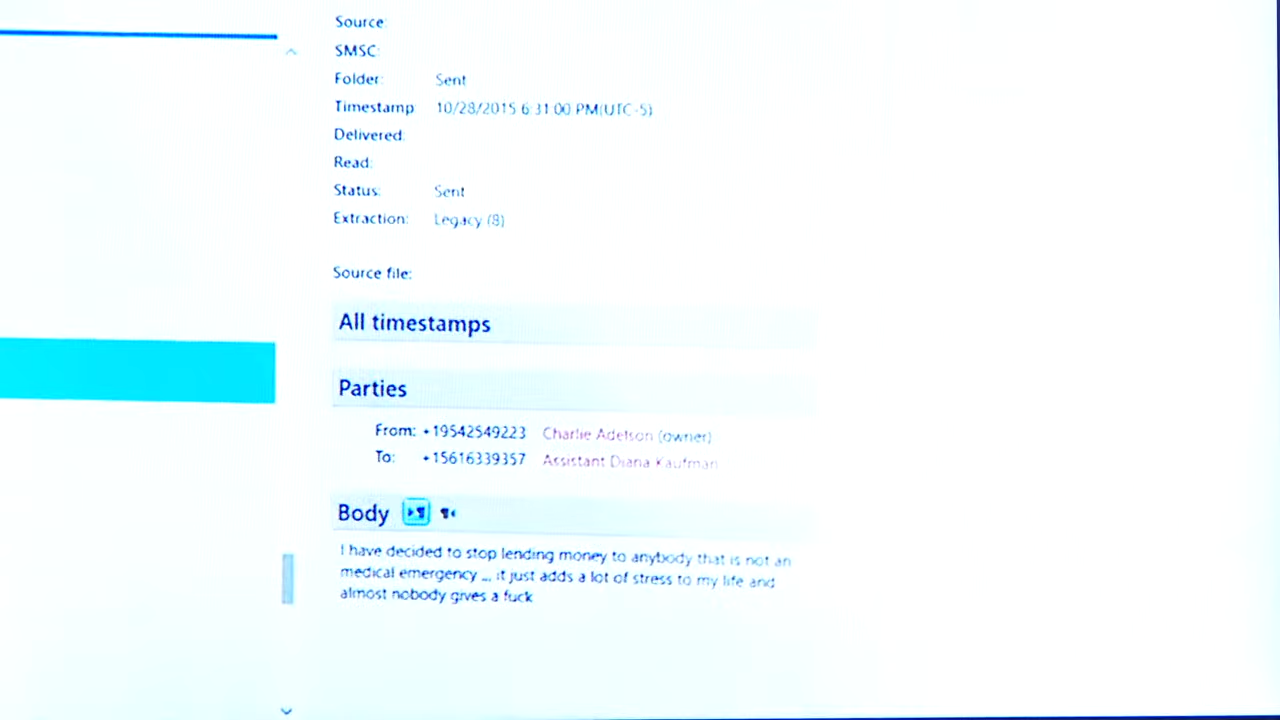 Source:
SMSC:
Folder: Sent
Timestamp: 10/28/2015 6:31:00 PM(UTC-5)
Delivered:
Read:
Status: Sent
Extraction: Legacy (8)
Source file:
All timestamps
Parties
From: +19542549223 Charlie Adelson (owner)
To: +15616339357 Assistant Diana Kaufman
Body
I have decided to stop lending money to anybody that is not an
medical emergency ... it just adds a lot of stress to my life and
almost nobody gives a fuck